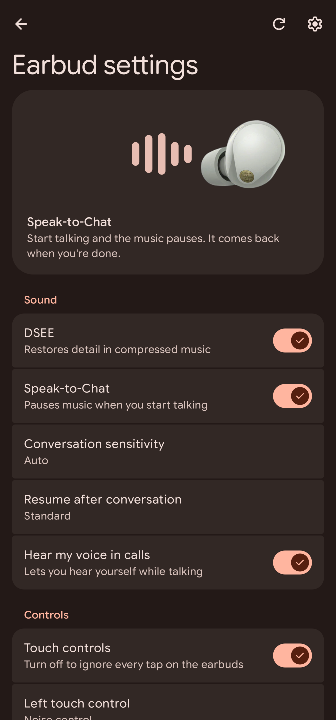 Earbud settings
Speak-to-Chat
Start talking and the music pauses. It comes back
when you're done.
Sound
DSEE
Restores detail in compressed music
Speak-to-Chat
Pauses music when you start talking
Conversation sensitivity
Auto
Resume after conversation
Standard
Hear my voice in calls
Lets you hear yourself while talking
Controls
Touch controls
Turn off to ignore every tap on the earbuds
Left touch control
Noise control